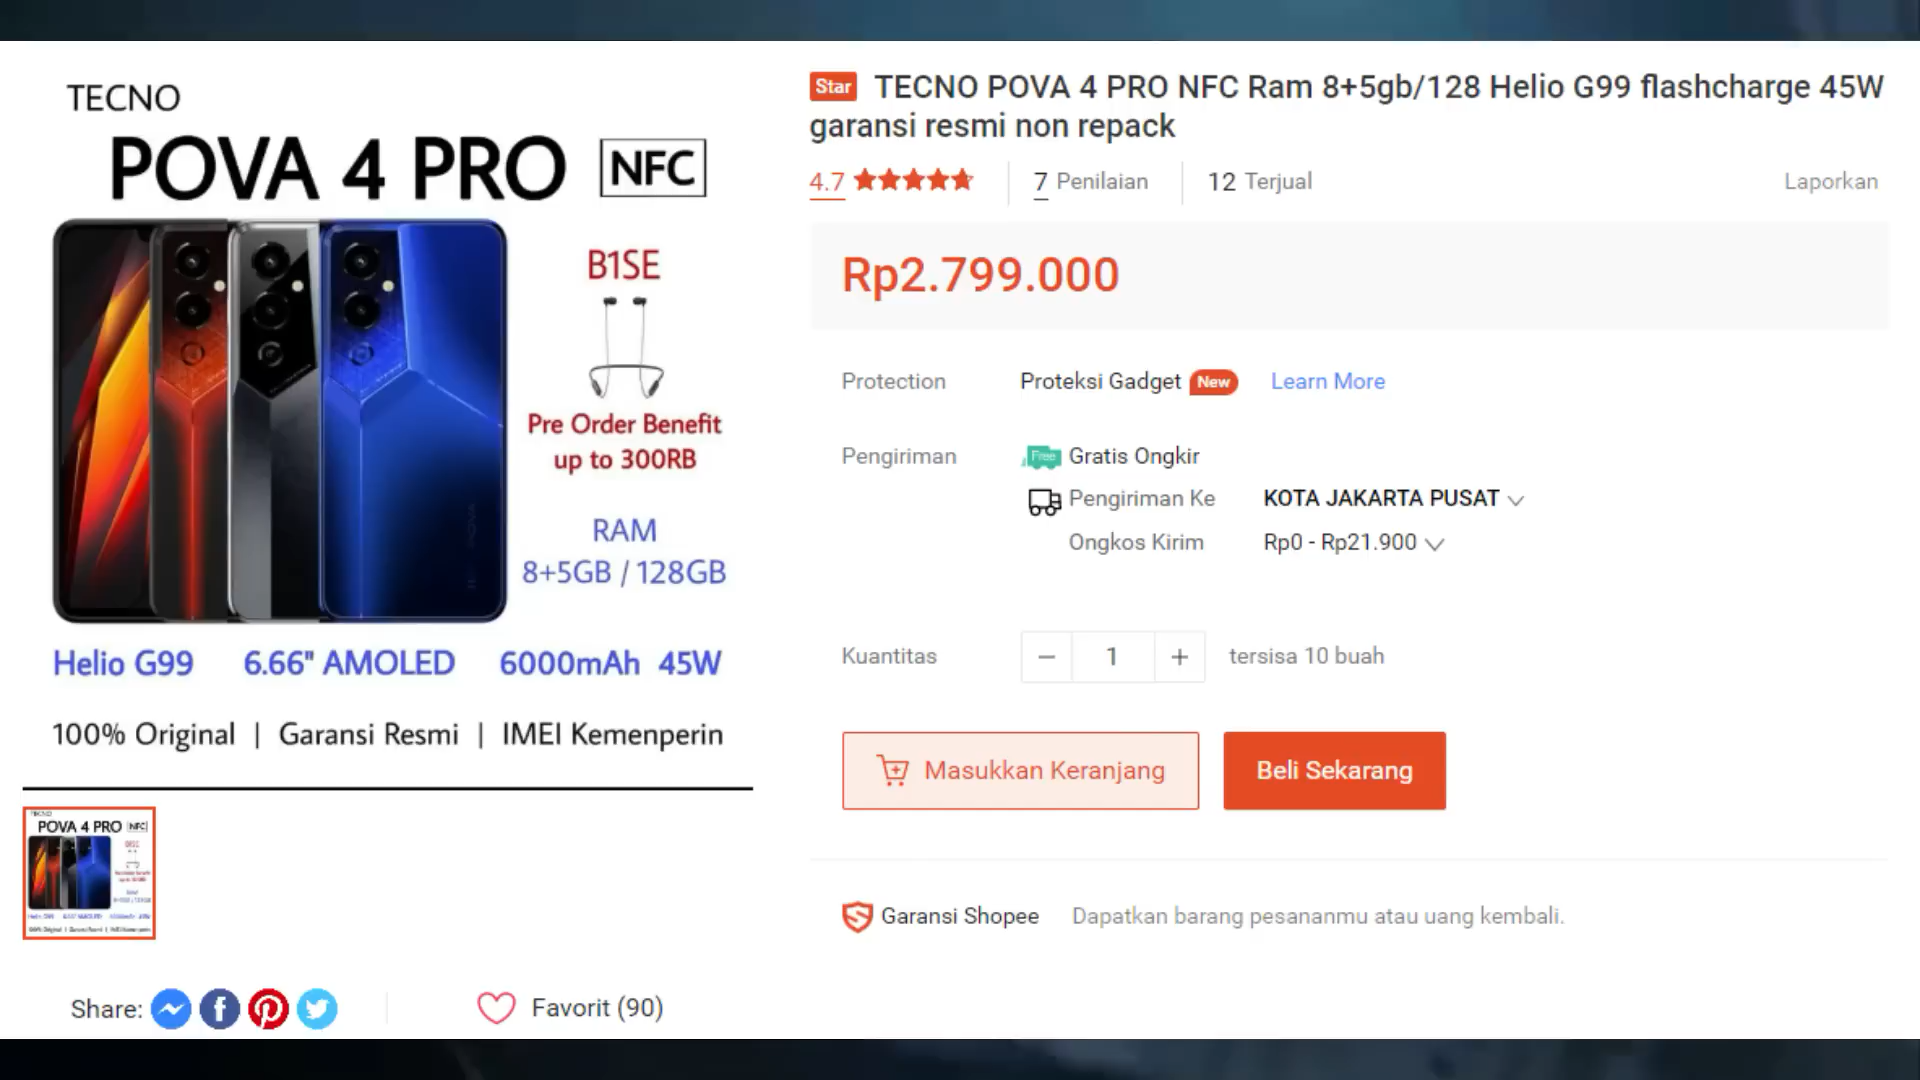 TECNO
POVA 4 PRO NFC
B1SE
Pre Order Benefit
up to 300RB
RAM
8+5GB / 128GB
Helio G99 6.66" AMOLED 6000mAh 45W
100% Original | Garansi Resmi | IMEI Kemenperin
POVA 4 PRO NFC
Share:
Favorit (90)
Star TECNO POVA 4 PRO NFC Ram 8+5gb/128 Helio G99 flashcharge 45W
garansi resmi non repack
4.7 7 Penilaian 12 Terjual Laporkan
Rp2.799.000
Protection Proteksi Gadget New Learn More
Pengiriman Free Gratis Ongkir
Pengiriman Ke KOTA JAKARTA PUSAT
Ongkos Kirim Rp0 - Rp21.900
Kuantitas − 1 + tersisa 10 buah
Masukkan Keranjang Beli Sekarang
Garansi Shopee Dapatkan barang pesananmu atau uang kembali.